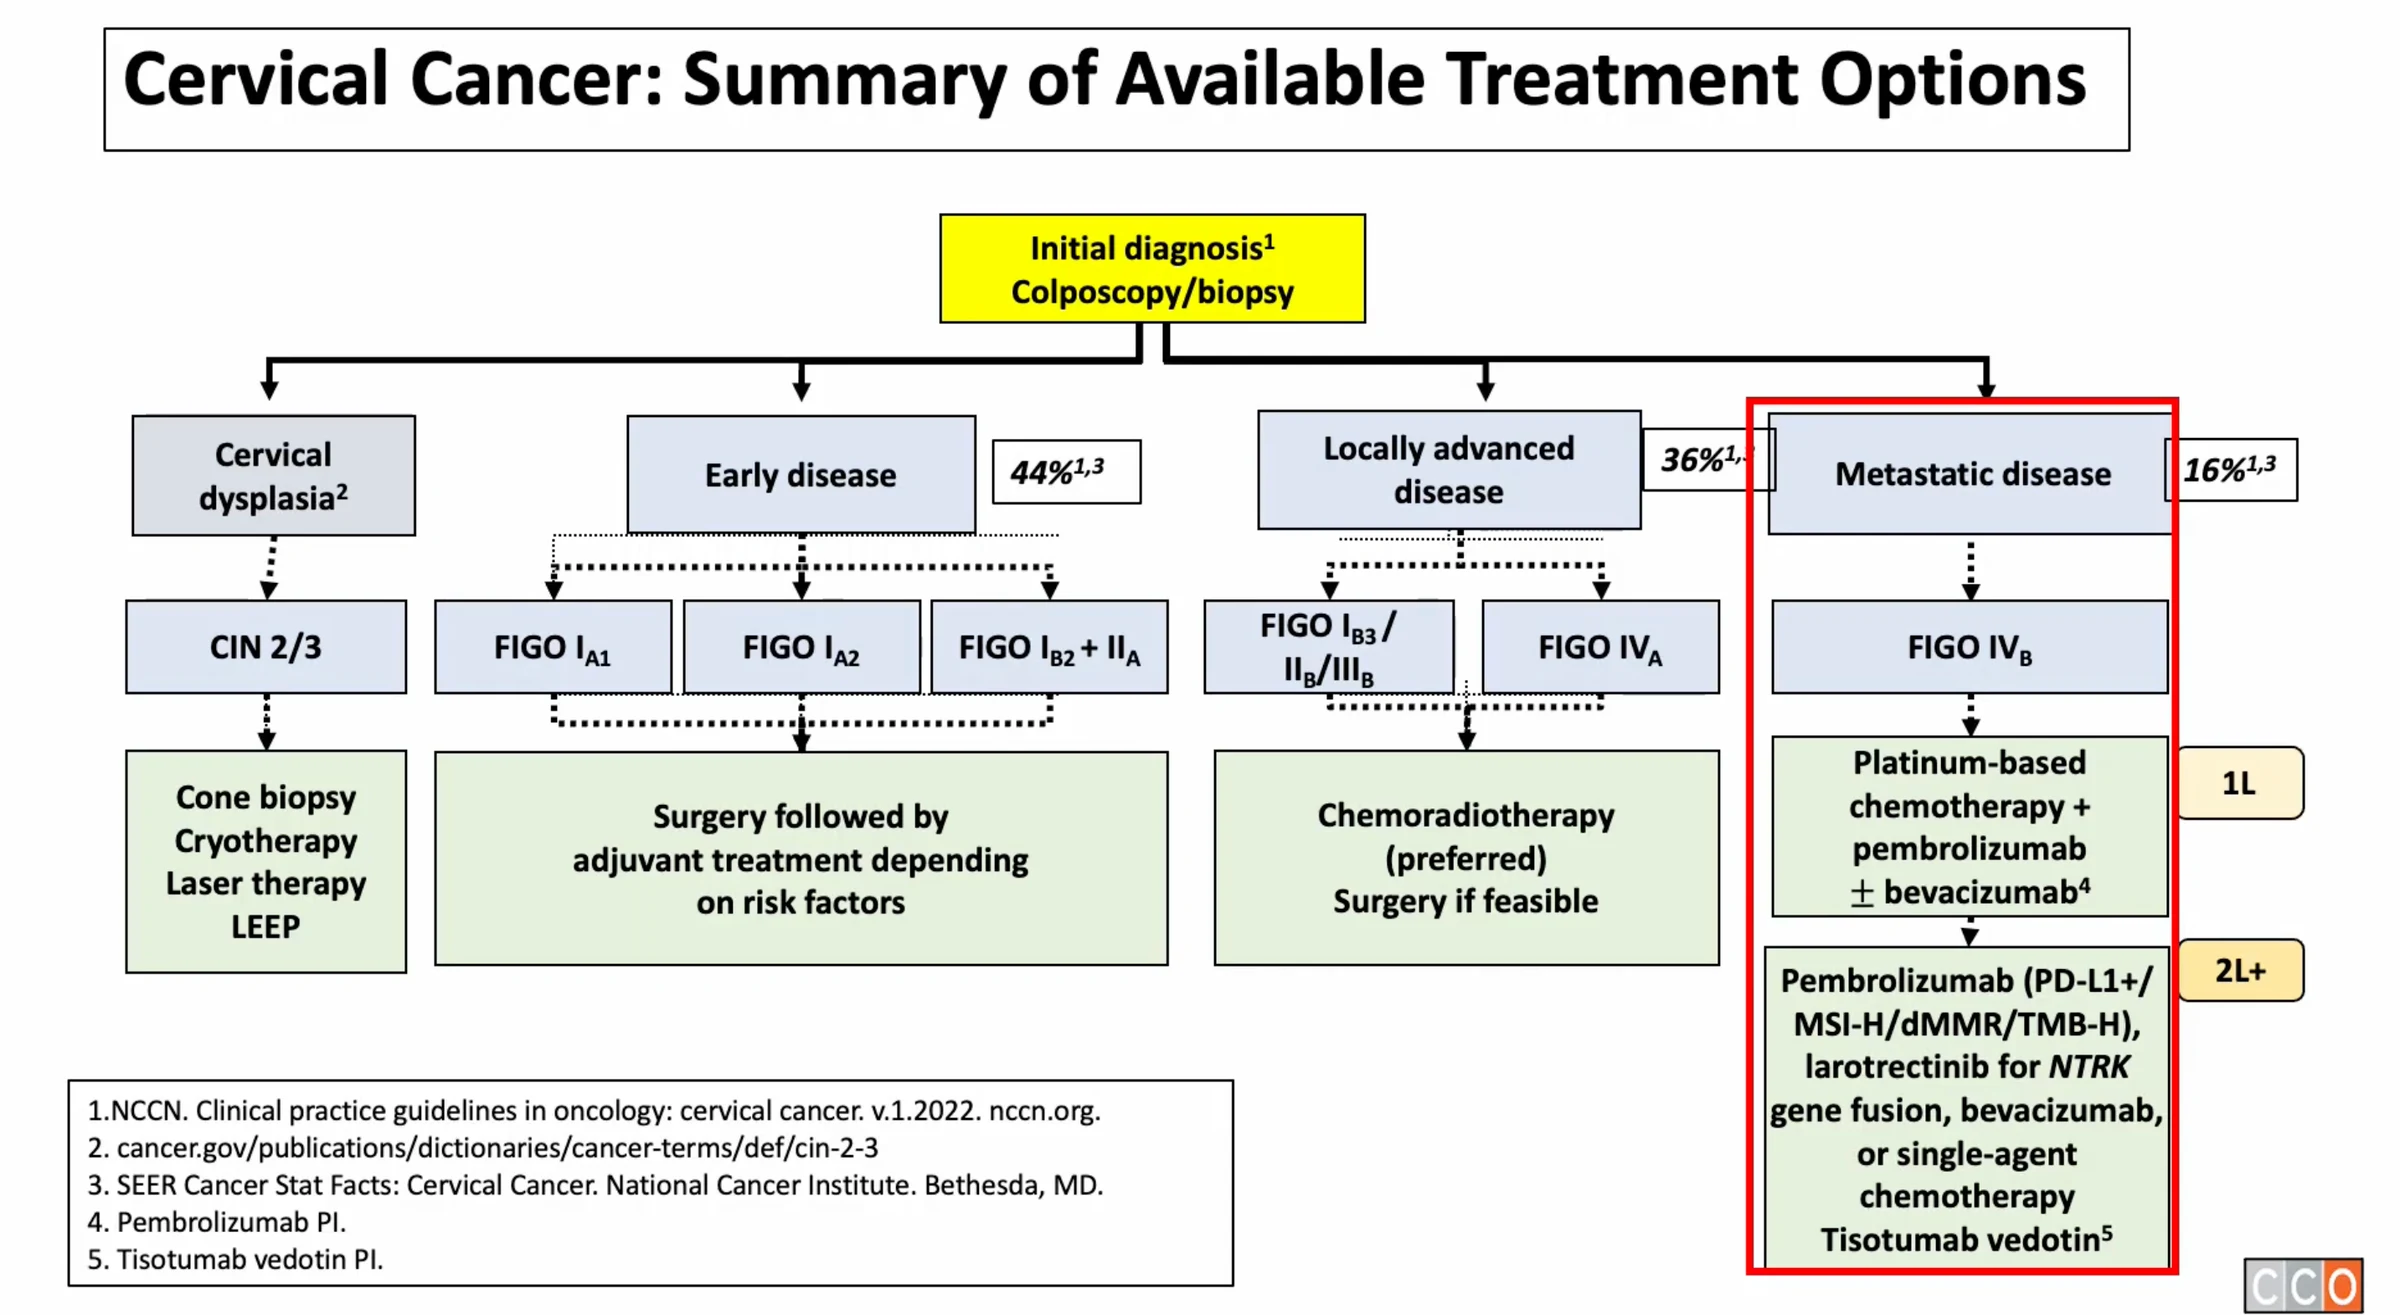 Cervical Cancer: Summary of Available Treatment Options
Initial diagnosis1
Colposcopy/biopsy
Cervical
dysplasia2
Early disease
44%1,3
Locally advanced
disease
36%1,3
Metastatic disease
16%1,3
CIN 2/3
FIGO IA1
FIGO IA2
FIGO IB2 + IIA
FIGO IB3 /
IIB/IIIB
FIGO IVA
FIGO IVB
Cone biopsy
Cryotherapy
Laser therapy
LEEP
Surgery followed by
adjuvant treatment depending
on risk factors
Chemoradiotherapy
(preferred)
Surgery if feasible
Platinum-based
chemotherapy +
pembrolizumab
± bevacizumab4
1L
Pembrolizumab (PD-L1+/
MSI-H/dMMR/TMB-H),
larotrectinib for NTRK
gene fusion, bevacizumab,
or single-agent
chemotherapy
Tisotumab vedotin5
2L+
1.NCCN. Clinical practice guidelines in oncology: cervical cancer. v.1.2022. nccn.org.
2. cancer.gov/publications/dictionaries/cancer-terms/def/cin-2-3
3. SEER Cancer Stat Facts: Cervical Cancer. National Cancer Institute. Bethesda, MD.
4. Pembrolizumab PI.
5. Tisotumab vedotin PI.
CCO